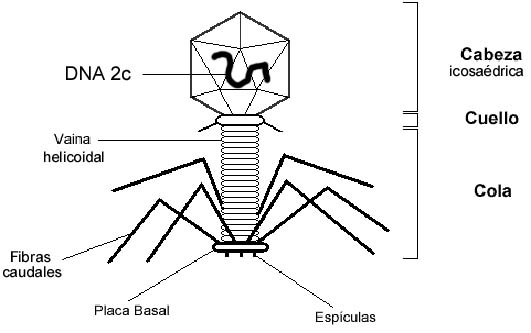 Cabeza
icosaédrica
DNA 2c
Cuello
Vaina
helicoidal
Cola
Fibras
caudales
Placa Basal
Espículas